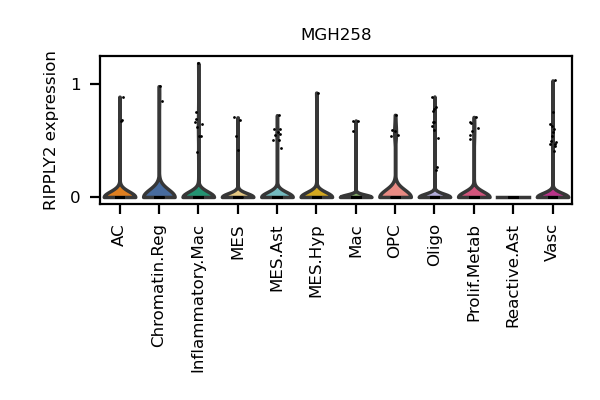 MGH258
RIPPLY2 expression
1
0
AC
Chromatin.Reg
Inflammatory.Mac
MES
MES.Ast
MES.Hyp
Mac
OPC
Oligo
Prolif.Metab
Reactive.Ast
Vasc